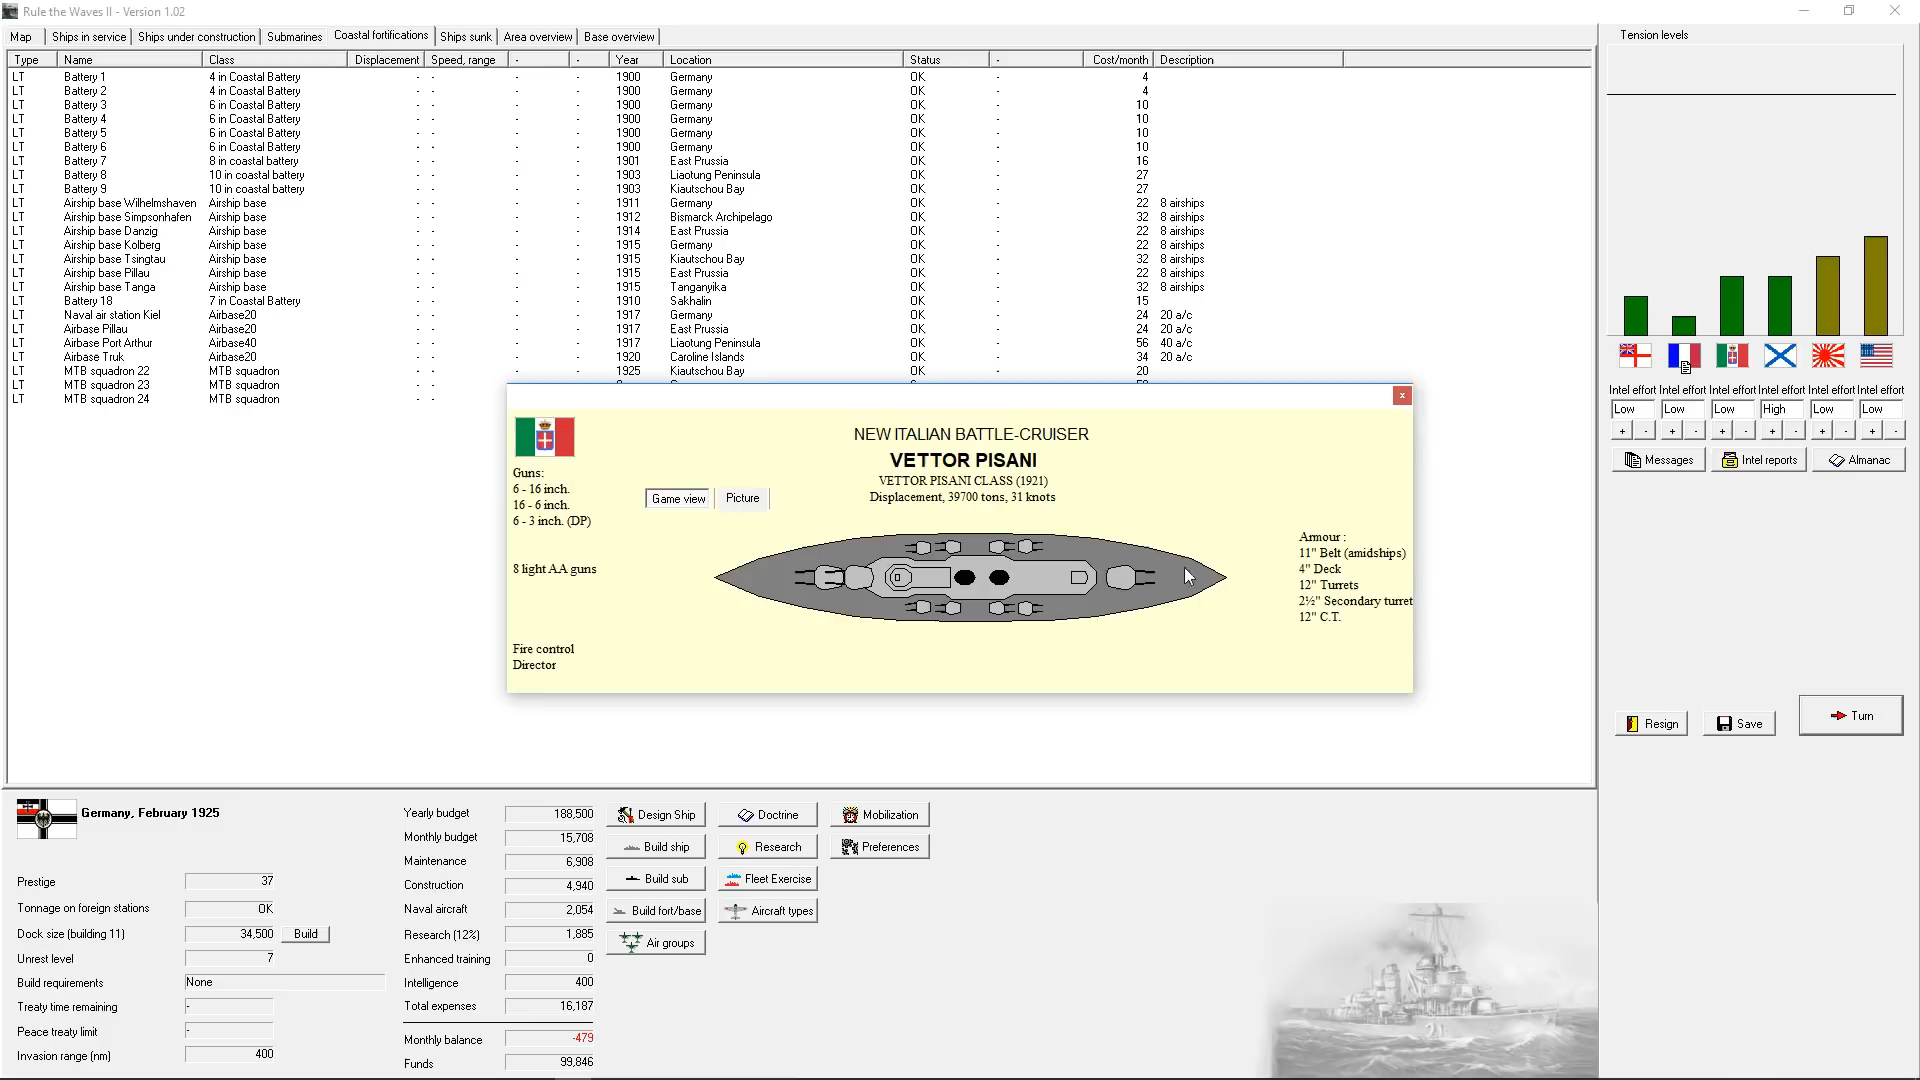 Rule the Waves II - Version 1.02
Map Ships in service Ships under construction Submarines Coastal fortifications Ships sunk Area overview Base overview
Type Name Class Displacement Speed, range - - Year Location Status - Cost/month Description
LT Battery 1 4 in Coastal Battery - - - - 1900 Germany OK - 4
LT Battery 2 4 in Coastal Battery - - - - 1900 Germany OK - 4
LT Battery 3 6 in Coastal Battery - - - - 1900 Germany OK - 10
LT Battery 4 6 in Coastal Battery - - - - 1900 Germany OK - 10
LT Battery 5 6 in Coastal Battery - - - - 1900 Germany OK - 10
LT Battery 6 6 in Coastal Battery - - - - 1900 Germany OK - 10
LT Battery 7 8 in coastal battery - - - - 1901 East Prussia OK - 16
LT Battery 8 10 in coastal battery - - - - 1903 Liaotung Peninsula OK - 27
LT Battery 9 10 in coastal battery - - - - 1903 Kiautschou Bay OK - 27
LT Airship base Wilhelmshaven Airship base - - - - 1911 Germany OK - 22 8 airships
LT Airship base Simpsonhafen Airship base - - - - 1912 Bismarck Archipelago OK - 32 8 airships
LT Airship base Danzig Airship base - - - - 1914 East Prussia OK - 22 8 airships
LT Airship base Kolberg Airship base - - - - 1915 Germany OK - 22 8 airships
LT Airship base Tsingtau Airship base - - - - 1915 Kiautschou Bay OK - 32 8 airships
LT Airship base Pillau Airship base - - - - 1915 East Prussia OK - 22 8 airships
LT Airship base Tanga Airship base - - - - 1915 Tanganyika OK - 32 8 airships
LT Battery 18 7 in Coastal Battery - - - - 1910 Sakhalin OK - 15
LT Naval air station Kiel Airbase20 - - - - 1917 Germany OK - 24 20 a/c
LT Airbase Pillau Airbase20 - - - - 1917 East Prussia OK - 24 20 a/c
LT Airbase Port Arthur Airbase40 - - - - 1917 Liaotung Peninsula OK - 56 40 a/c
LT Airbase Truk Airbase20 - - - - 1920 Caroline Islands OK - 34 20 a/c
LT MTB squadron 22 MTB squadron - - - - 1925 Kiautschou Bay OK - 20
LT MTB squadron 23 MTB squadron - -
LT MTB squadron 24 MTB squadron - -
NEW ITALIAN BATTLE-CRUISER
VETTOR PISANI
VETTOR PISANI CLASS (1921)
Displacement, 39700 tons, 31 knots
Guns:
6 - 16 inch.
16 - 6 inch.
6 - 3 inch. (DP)
8 light AA guns
Fire control
Director
Game view Picture
Armour :
11" Belt (amidships)
4" Deck
12" Turrets
2½" Secondary turret
12" C.T.
Tension levels
Intel effort Intel effort Intel effort Intel effort Intel effort Intel effort
Low Low Low High Low Low
+ - + - + - + - + - + -
Messages Intel reports Almanac
Resign Save Turn
Germany, February 1925
Prestige 37
Tonnage on foreign stations OK
Dock size (building 11) 34,500 Build
Unrest level 7
Build requirements None
Treaty time remaining -
Peace treaty limit -
Invasion range (nm) 400
Yearly budget 188,500
Monthly budget 15,708
Maintenance 6,908
Construction 4,940
Naval aircraft 2,054
Research (12%) 1,885
Enhanced training 0
Intelligence 400
Total expenses 16,187
Monthly balance -479
Funds 99,846
Design Ship Doctrine Mobilization
Build ship Research Preferences
Build sub Fleet Exercise
Build fort/base Aircraft types
Air groups